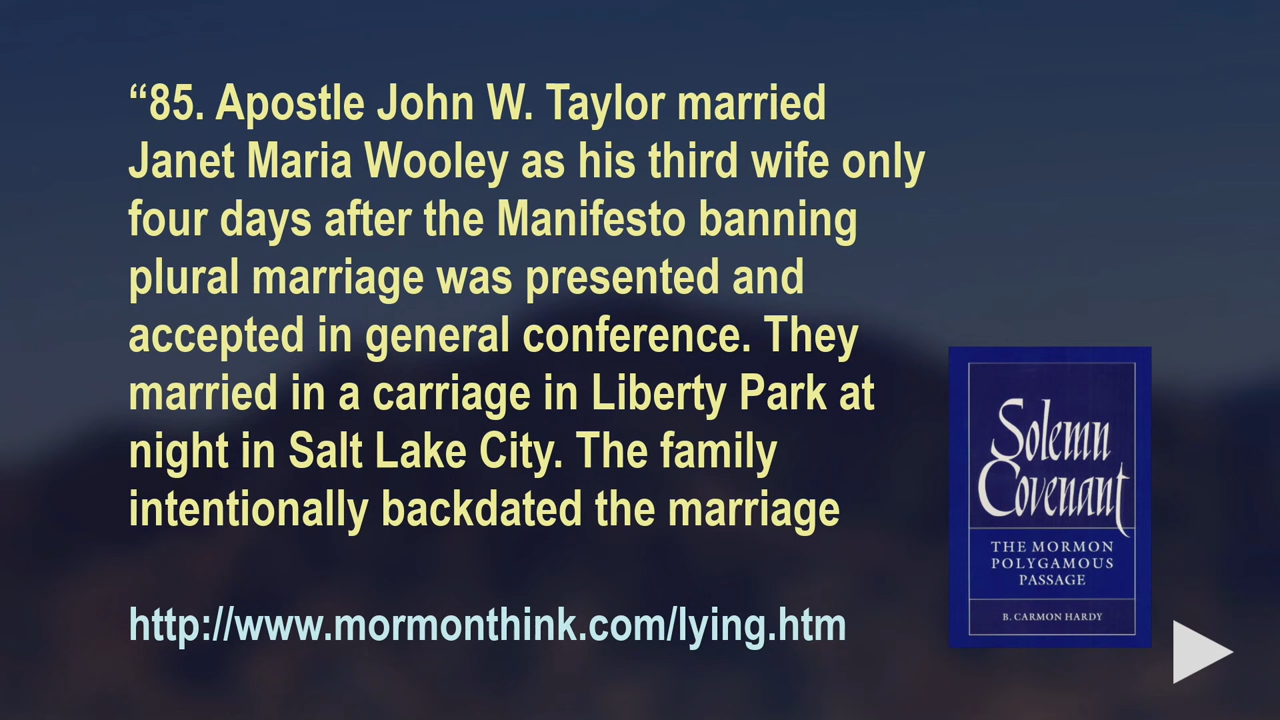 “85. Apostle John W. Taylor married
Janet Maria Wooley as his third wife only
four days after the Manifesto banning
plural marriage was presented and
accepted in general conference. They
married in a carriage in Liberty Park at
night in Salt Lake City. The family
intentionally backdated the marriage
http://www.mormonthink.com/lying.htm
Solemn
Covenant
THE MORMON
POLYGAMOUS
PASSAGE
B. CARMON HARDY